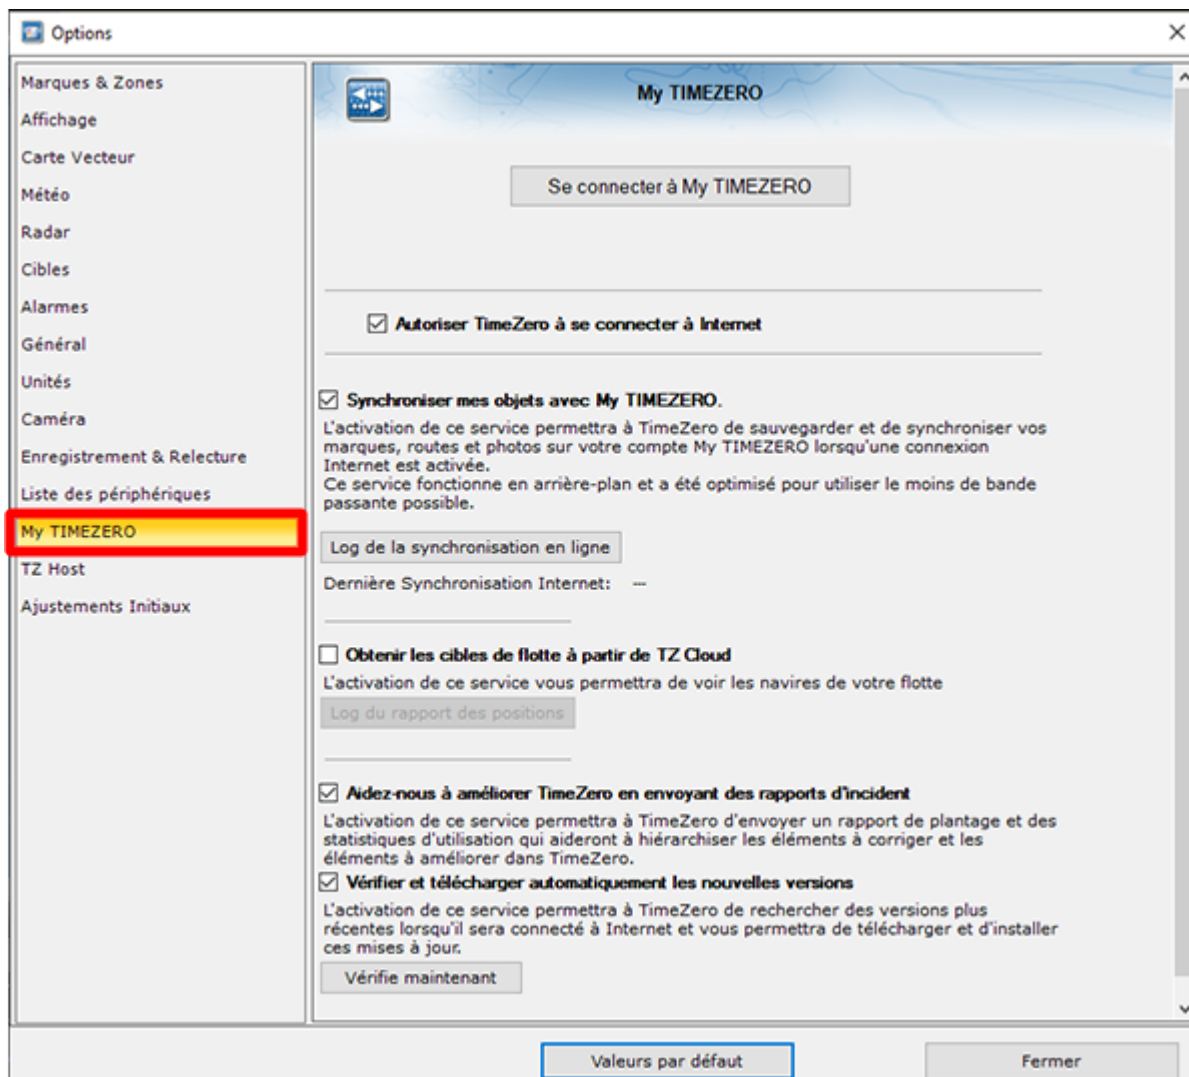 Options
Marques & Zones
Affichage
Carte Vecteur
Météo
Radar
Cibles
Alarmes
Général
Unités
Caméra
Enregistrement & Relecture
Liste des périphériques
My TIMEZERO
TZ Host
Ajustements Initiaux
My TIMEZERO
Se connecter à My TIMEZERO
Autoriser TimeZero à se connecter à Internet
Synchroniser mes objets avec My TIMEZERO.
L'activation de ce service permettra à TimeZero de sauvegarder et de synchroniser vos
marques, routes et photos sur votre compte My TIMEZERO lorsqu'une connexion
Internet est activée.
Ce service fonctionne en arrière-plan et a été optimisé pour utiliser le moins de bande
passante possible.
Log de la synchronisation en ligne
Dernière Synchronisation Internet: ---
Obtenir les cibles de flotte à partir de TZ Cloud
L'activation de ce service vous permettra de voir les navires de votre flotte
Log du rapport des positions
Aidez-nous à améliorer TimeZero en envoyant des rapports d'incident
L'activation de ce service permettra à TimeZero d'envoyer un rapport de plantage et des
statistiques d'utilisation qui aideront à hiérarchiser les éléments à corriger et les
éléments à améliorer dans TimeZero.
Vérifier et télécharger automatiquement les nouvelles versions
L'activation de ce service permettra à TimeZero de rechercher des versions plus
récentes lorsqu'il sera connecté à Internet et vous permettra de télécharger et d'installer
ces mises à jour.
Vérifie maintenant
Valeurs par défaut
Fermer